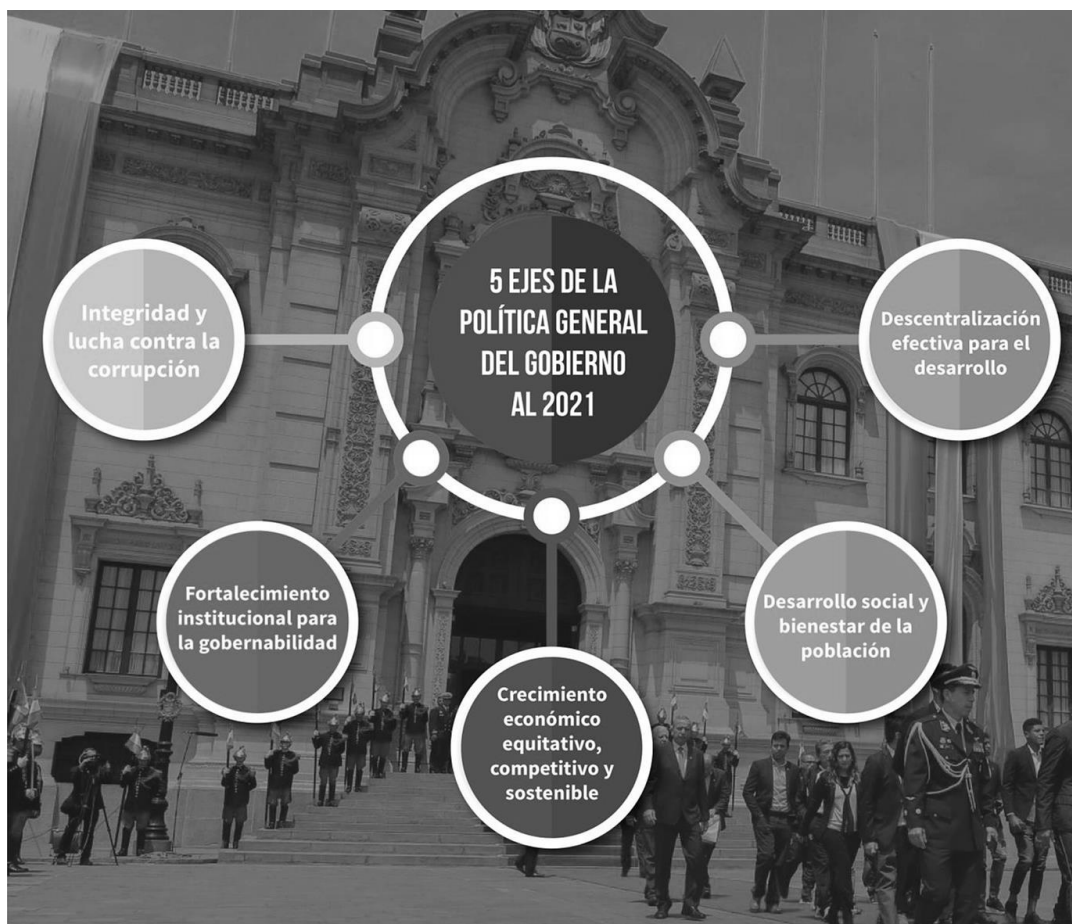 5 EJES DE LA
POLÍTICA GENERAL
DEL GOBIERNO
AL 2021
Integridad y
lucha contra la
corrupción
Fortalecimiento
institucional para
la gobernabilidad
Crecimiento
económico
equitativo,
competitivo y
sostenible
Desarrollo social y
bienestar de la
población
Descentralización
efectiva para el
desarrollo